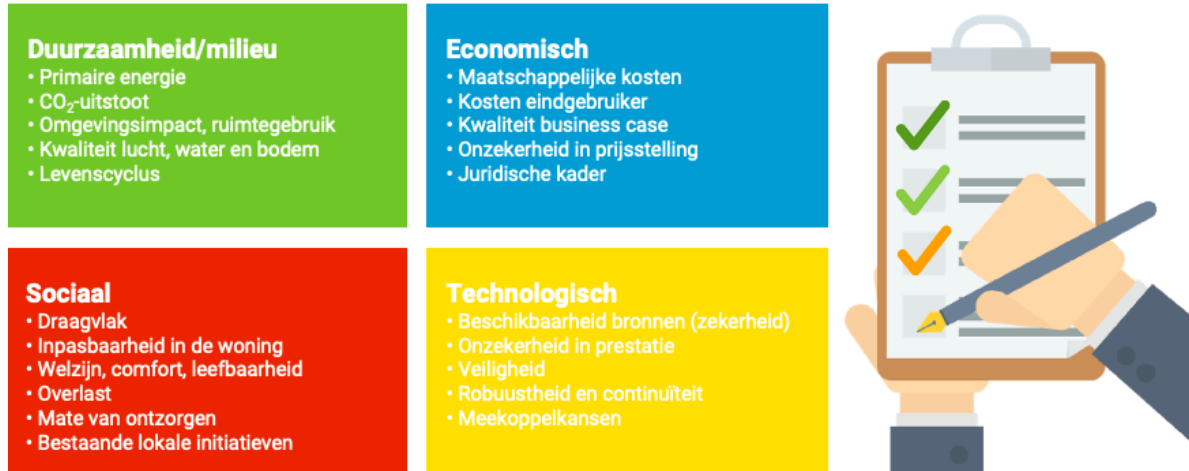 Duurzaamheid/milieu
• Primaire energie
• CO₂-uitstoot
• Omgevingsimpact, ruimtegebruik
• Kwaliteit lucht, water en bodem
• Levenscyclus
Economisch
• Maatschappelijke kosten
• Kosten eindgebruiker
• Kwaliteit business case
• Onzekerheid in prijsstelling
• Juridische kader
Sociaal
• Draagvlak
• Inpasbaarheid in de woning
• Welzijn, comfort, leefbaarheid
• Overlast
• Mate van ontzorgen
• Bestaande lokale initiatieven
Technologisch
• Beschikbaarheid bronnen (zekerheid)
• Onzekerheid in prestatie
• Veiligheid
• Robuustheid en continuïteit
• Meekoppelkansen